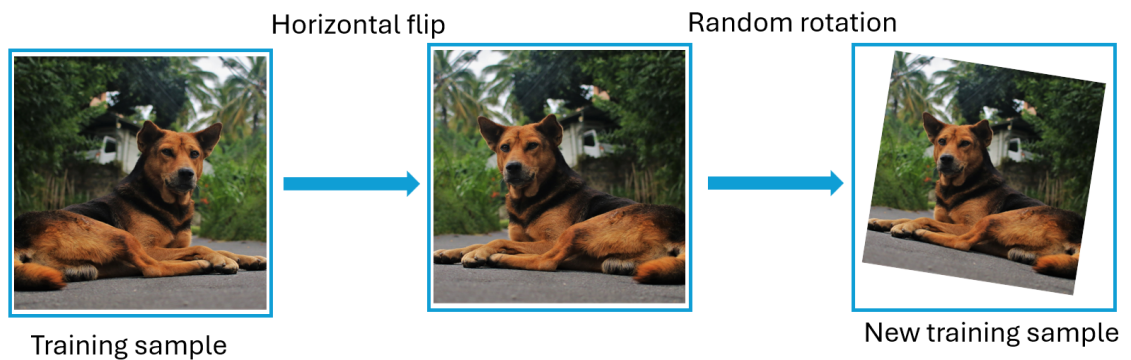 Horizontal flip
Random rotation
Training sample
New training sample